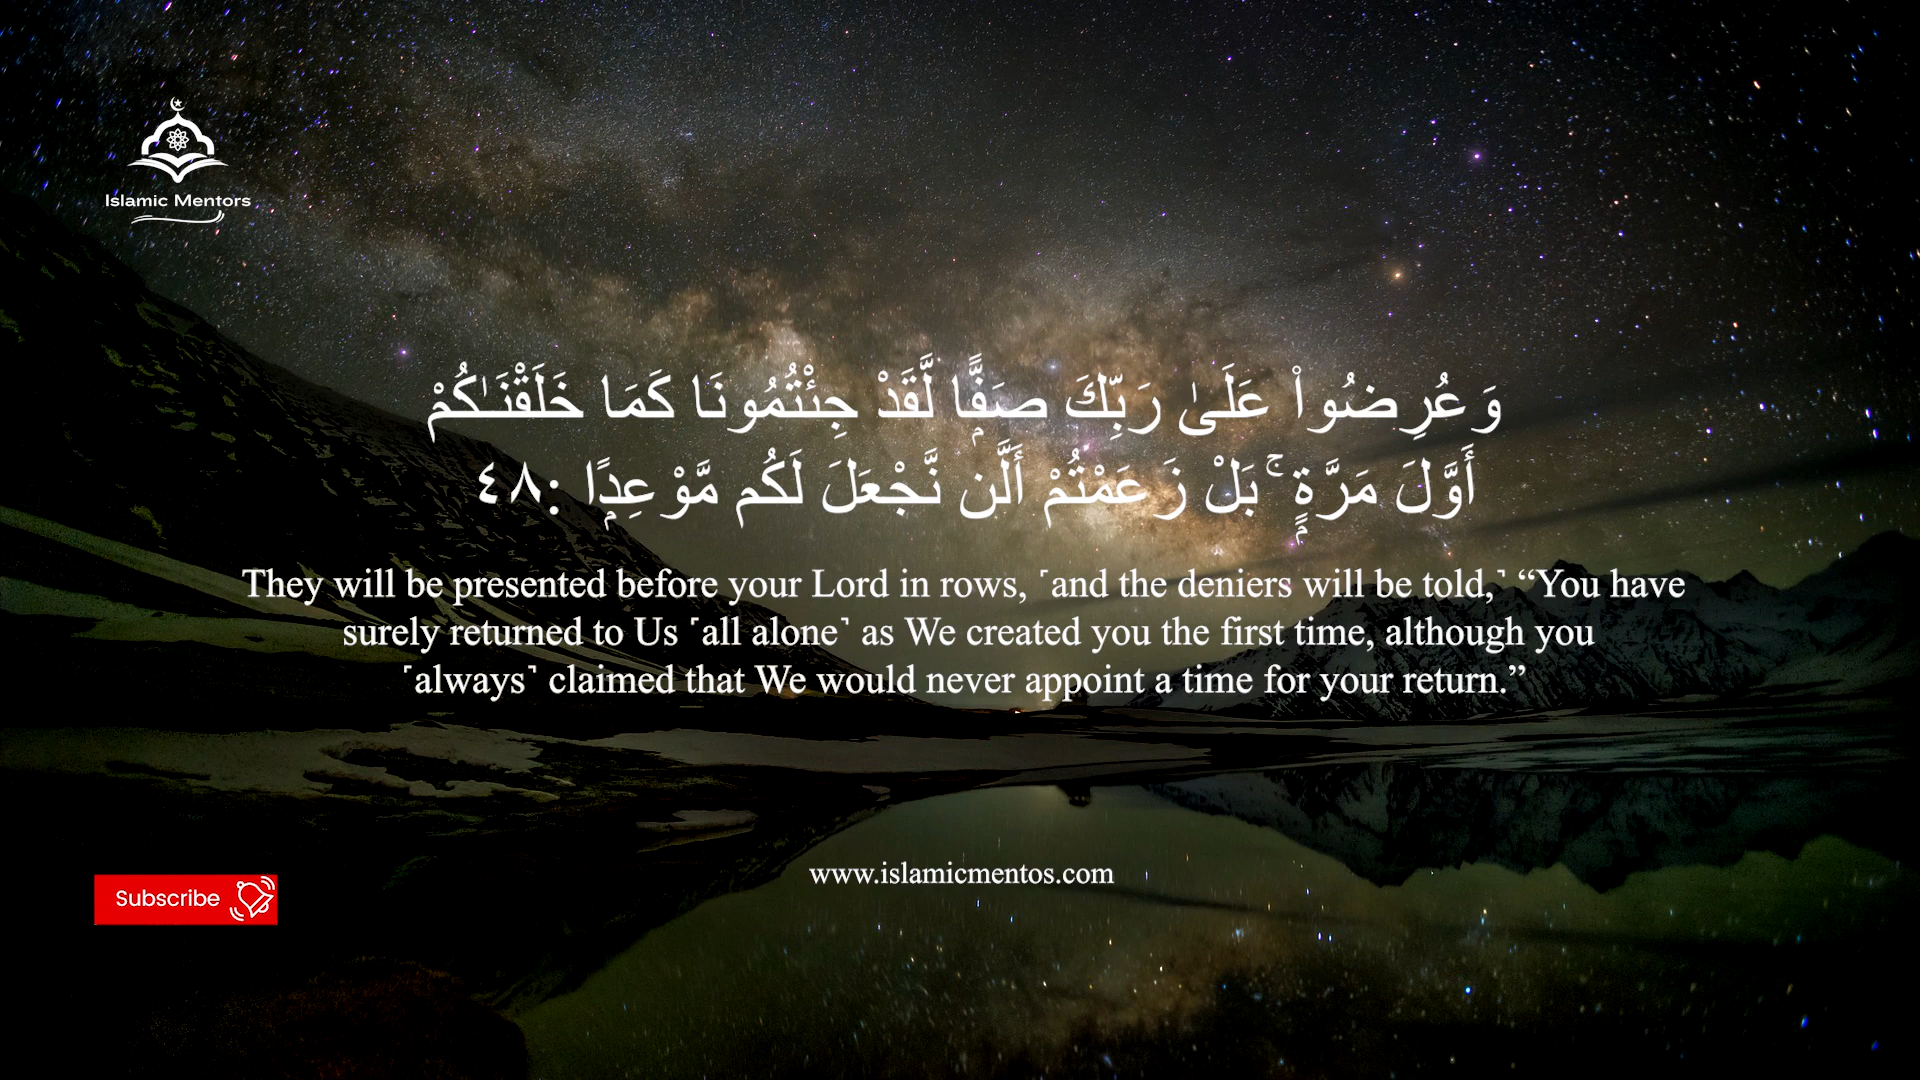 Islamic Mentors
وَعُرِضُوا۟ عَلَىٰ رَبِّكَ صَفًّۭا لَّقَدْ جِئْتُمُونَا كَمَا خَلَقْنَـٰكُمْ
أَوَّلَ مَرَّةٍۭ ۚ بَلْ زَعَمْتُمْ أَلَّن نَّجْعَلَ لَكُم مَّوْعِدًۭا :٤٨
They will be presented before your Lord in rows, ˹and the deniers will be told,˺ “You have
surely returned to Us ˹all alone˺ as We created you the first time, although you
˹always˺ claimed that We would never appoint a time for your return.”
www.islamicmentos.com
Subscribe